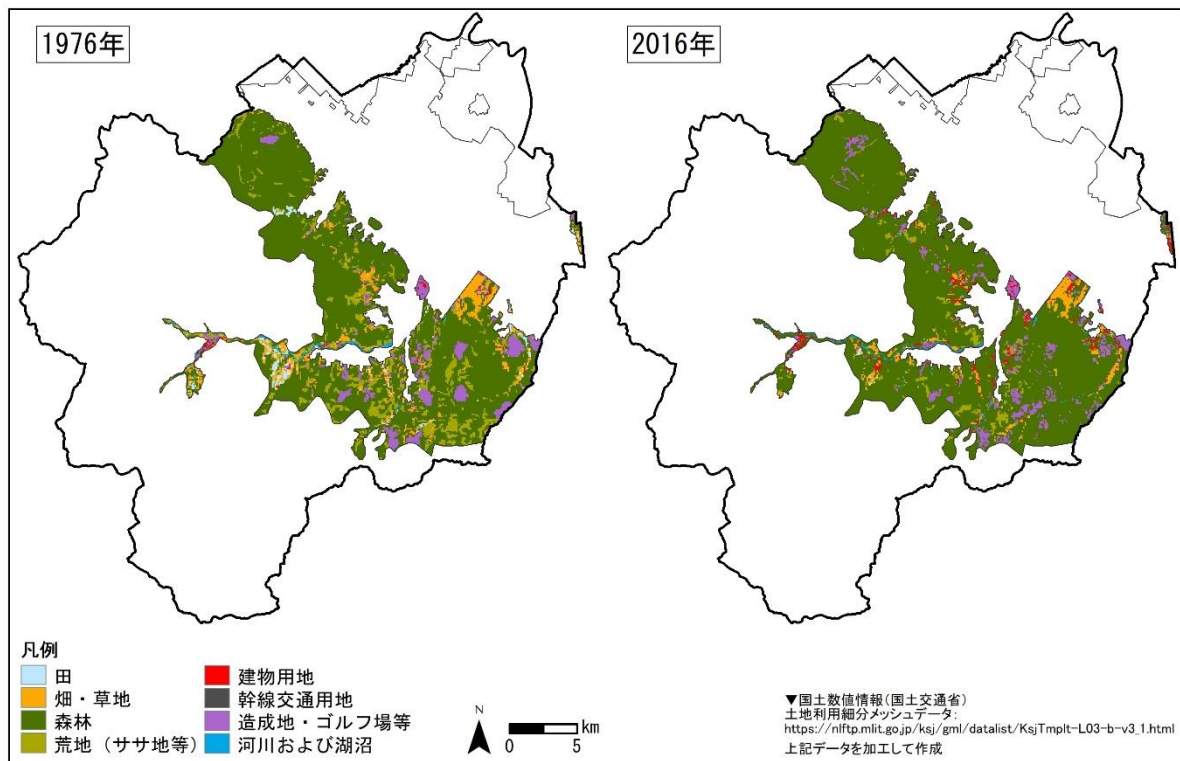 1976年
2016年
凡例
田
畑・草地
森林
荒地（ササ地等）
建物用地
幹線交通用地
造成地・ゴルフ場等
河川および湖沼
N
km
0 5
▼国土数値情報(国土交通省)
土地利用細分メッシュデータ:
https://nlftp.mlit.go.jp/ksj/gml/datalist/KsjTmplt-L03-b-v3_1.html
上記データを加工して作成